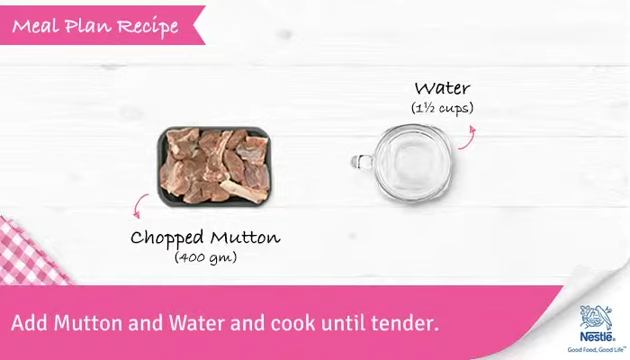 Meal Plan Recipe
Water
(1½ cups)
Chopped Mutton
(400 gm)
Add Mutton and Water and cook until tender.
Nestlé
Good Food, Good Life™